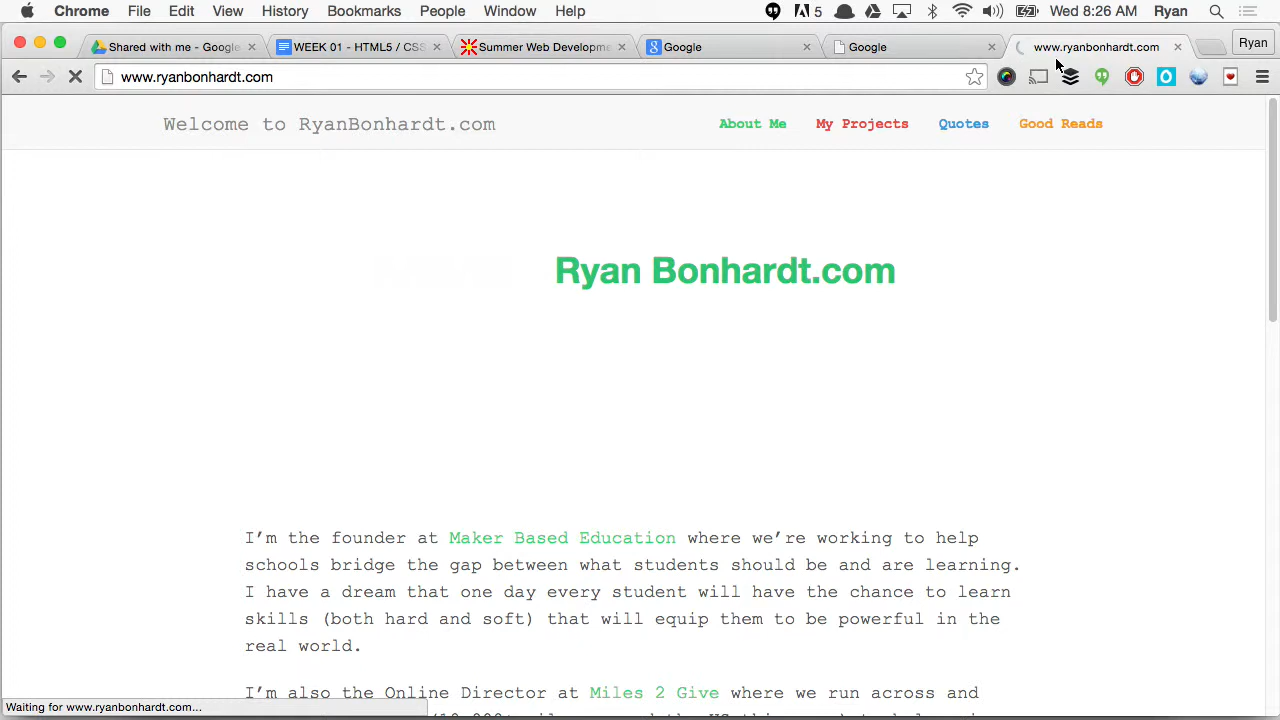 Chrome File Edit View History Bookmarks People Window Help 5 Wed 8:26 AM Ryan
Shared with me - Google WEEK 01 - HTML5 / CSS Summer Web Developme Google Google www.ryanbonhardt.com Ryan
www.ryanbonhardt.com
Welcome to RyanBonhardt.com About Me My Projects Quotes Good Reads
Ryan Bonhardt.com
I'm the founder at Maker Based Education where we're working to help
schools bridge the gap between what students should be and are learning.
I have a dream that one day every student will have the chance to learn
skills (both hard and soft) that will equip them to be powerful in the
real world.
I'm also the Online Director at Miles 2 Give where we run across and
Waiting for www.ryanbonhardt.com...